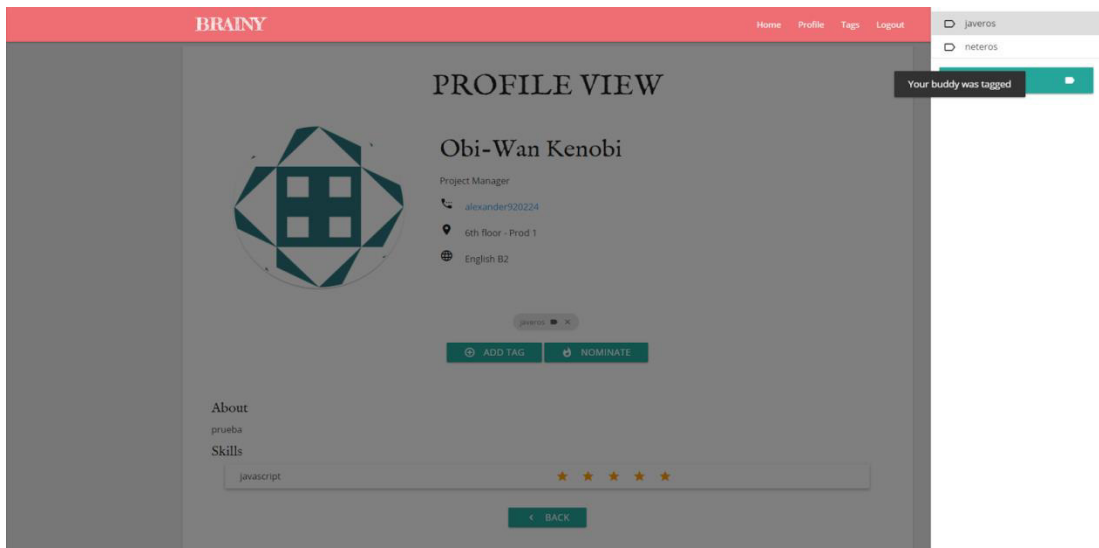 BRAINY
Home Profile Tags Logout
javeros
neteros
Your buddy was tagged
PROFILE VIEW
Obi-Wan Kenobi
Project Manager
alexander920224
6th floor - Prod 1
English B2
javeros
ADD TAG
NOMINATE
About
prueba
Skills
javascript
BACK